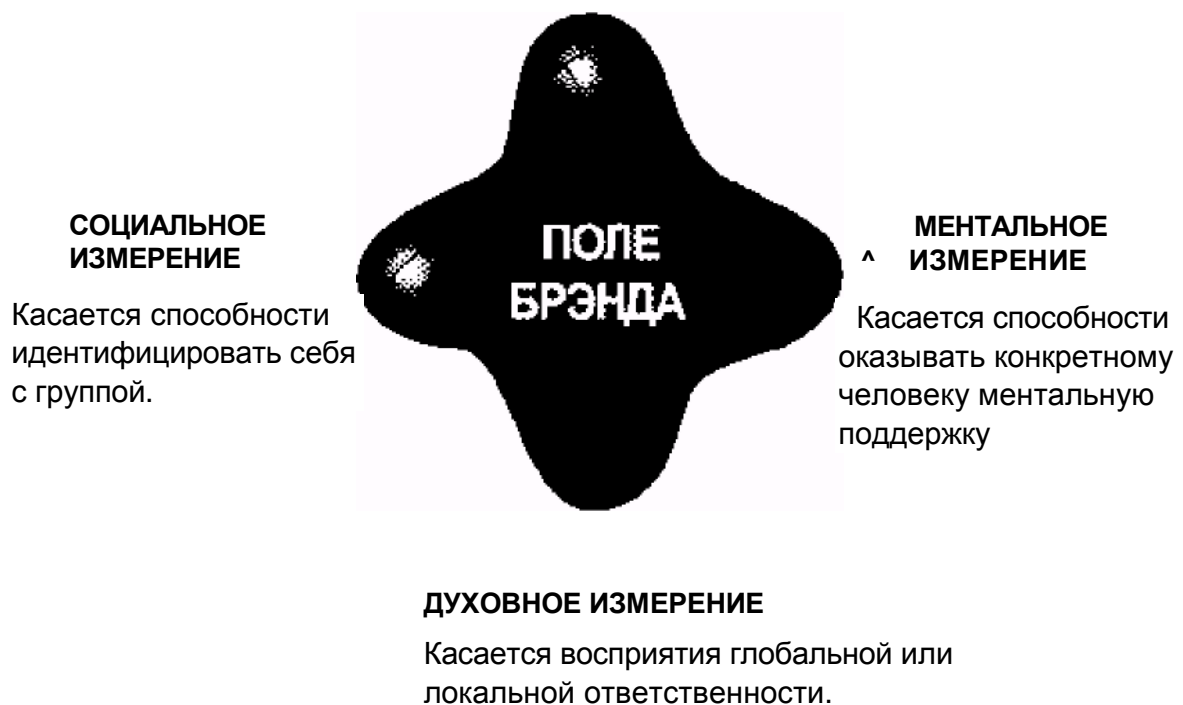 СОЦИАЛЬНОЕ
ИЗМЕРЕНИЕ
Касается способности
идентифицировать себя
с группой.
ПОЛЕ
БРЭНДА
МЕНТАЛЬНОЕ
^ ИЗМЕРЕНИЕ
Касается способности
оказывать конкретному
человеку ментальную
поддержку
ДУХОВНОЕ ИЗМЕРЕНИЕ
Касается восприятия глобальной или
локальной ответственности.